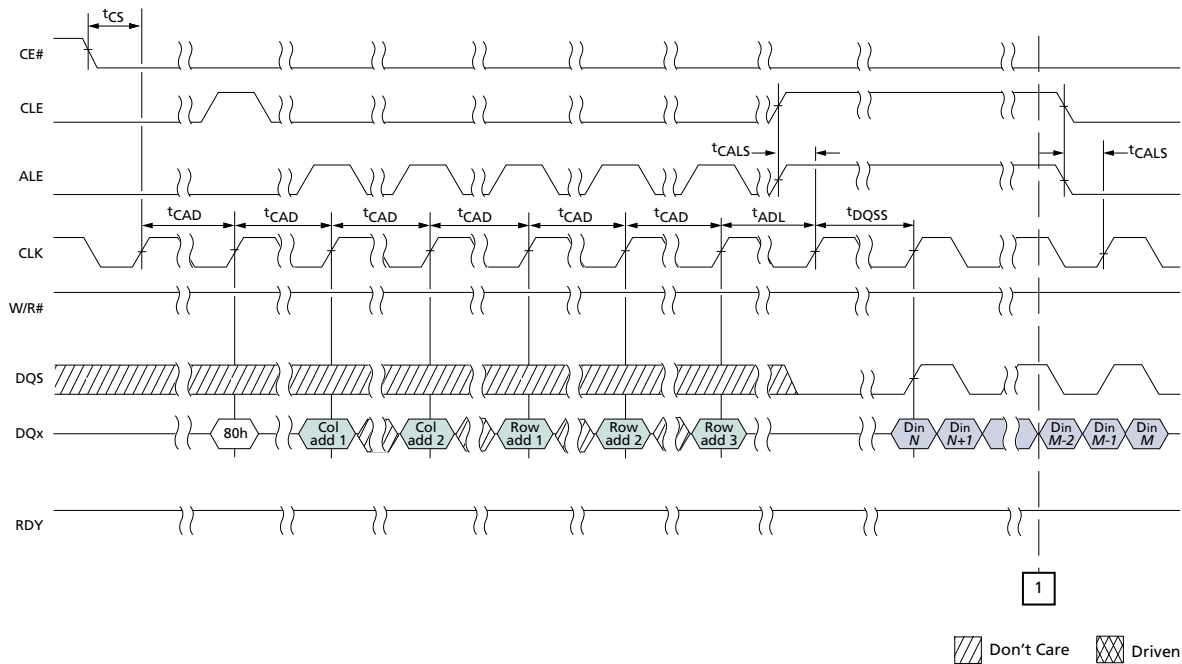 tCS
CE#
CLE
tCALS
tCALS
ALE
tCAD
tCAD
tCAD
tCAD
tCAD
tCAD
tADL
tDQSS
CLK
W/R#
DQS
DQx
80h
Col
add 1
Col
add 2
Row
add 1
Row
add 2
Row
add 3
Din
N
Din
N+1
Din
M-2
Din
M-1
Din
M
RDY
1
Don't Care
Driven